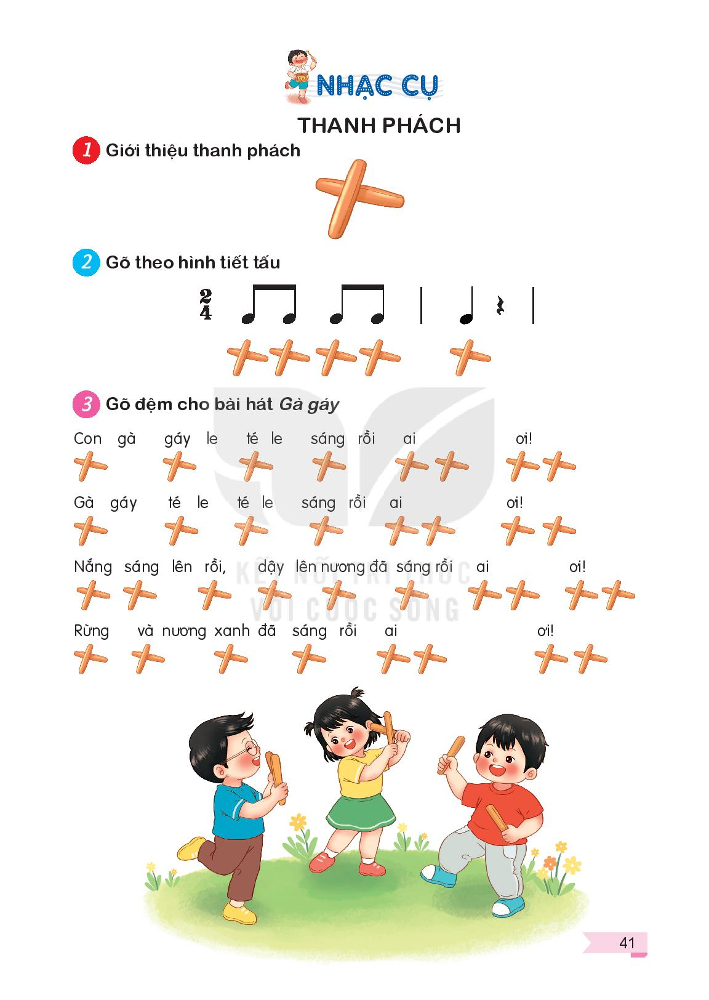 NHẠC CỤ
THANH PHÁCH
1 Giới thiệu thanh phách
2 Gõ theo hình tiết tấu
2
4
3 Gõ đệm cho bài hát Gà gáy
Con gà gáy le té le sáng rồi ai ơi!
Gà gáy té le té le sáng rồi ai ơi!
Nắng sáng lên rồi, dậy lên nương đã sáng rồi ai ơi!
KẾT NỐI TRI THỨC
VỚI CUỘC SỐNG
Rừng và nương xanh đã sáng rồi ai ơi!
41